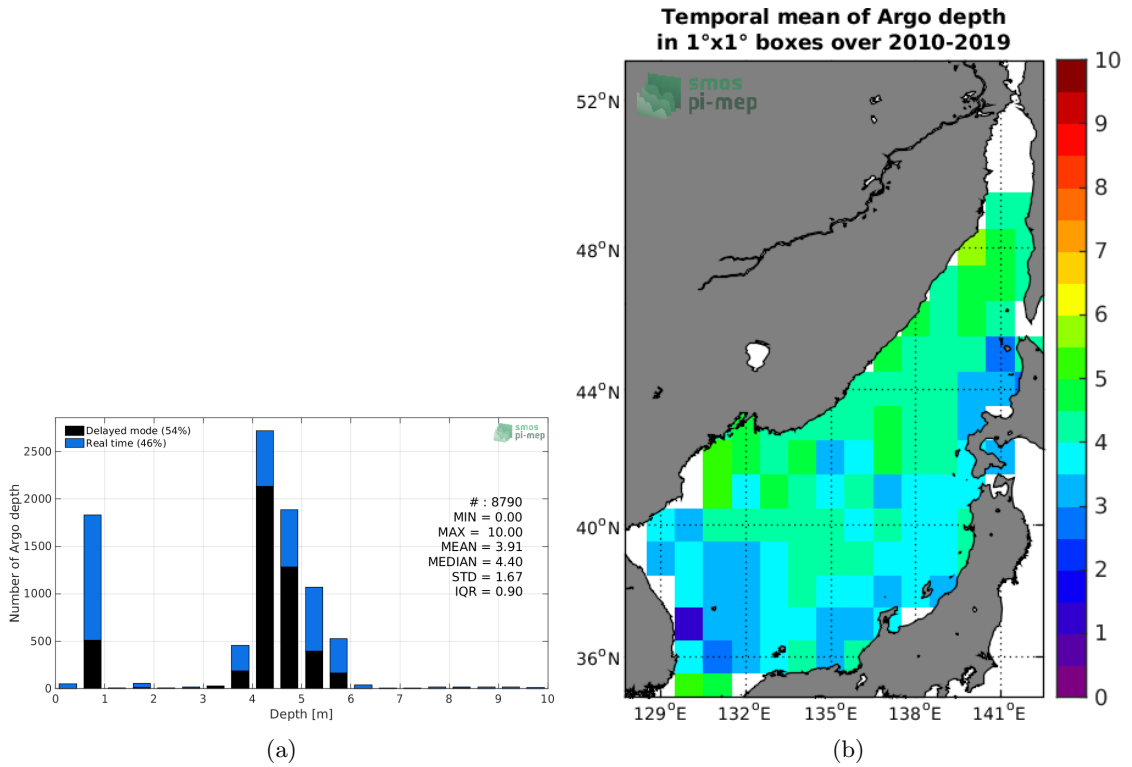 Temporal mean of Argo depth
in 1°x1° boxes over 2010-2019
smos
pi-mep
52°N
48°N
44°N
40°N
36°N
129°E
132°E
135°E
138°E
141°E
10
9
8
7
6
5
4
3
2
1
0
Delayed mode (54%)
Real time (46%)
smos
pi-mep
# : 8790
MIN = 0.00
MAX = 10.00
MEAN = 3.91
MEDIAN = 4.40
STD = 1.67
IQR = 0.90
Number of Argo depth
2500
2000
1500
1000
500
0
0 1 2 3 4 5 6 7 8 9 10
Depth [m]
(a)
(b)